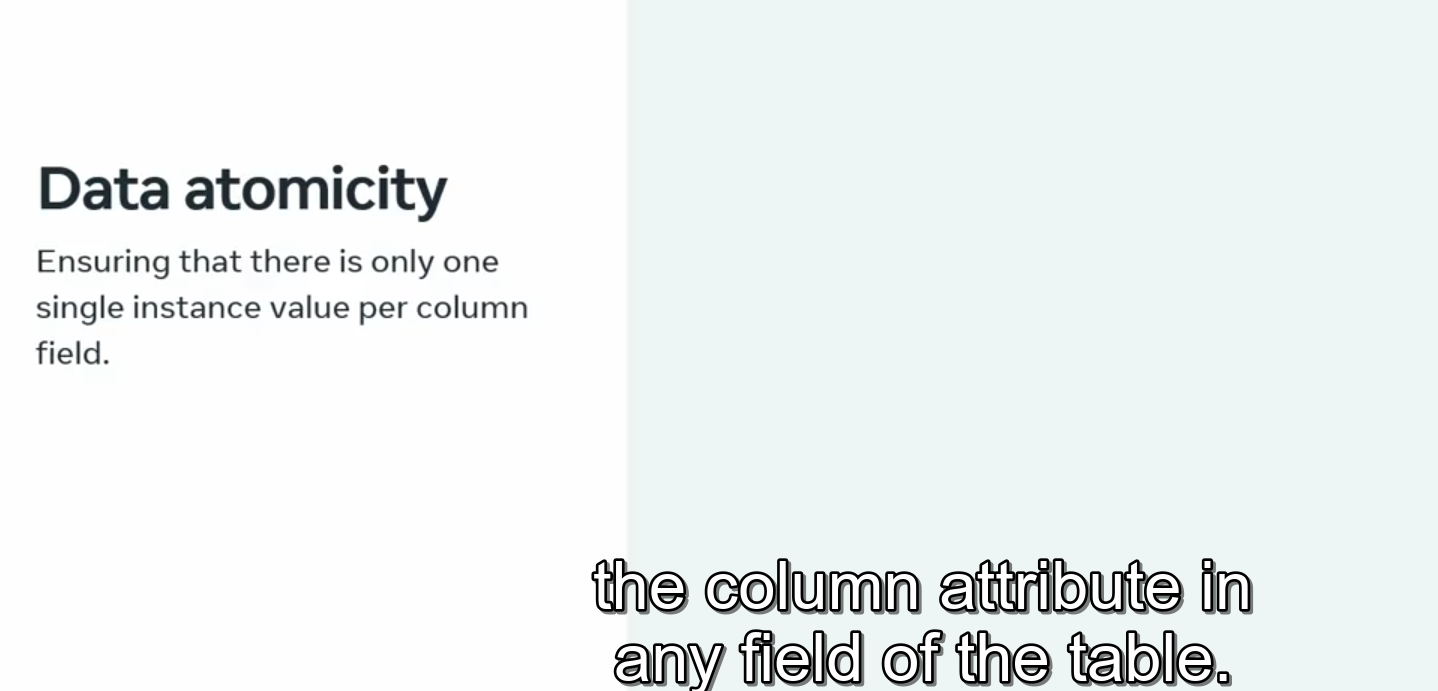 Data atomicity
Ensuring that there is only one
single instance value per column
field.
the column attribute in
any field of the table.